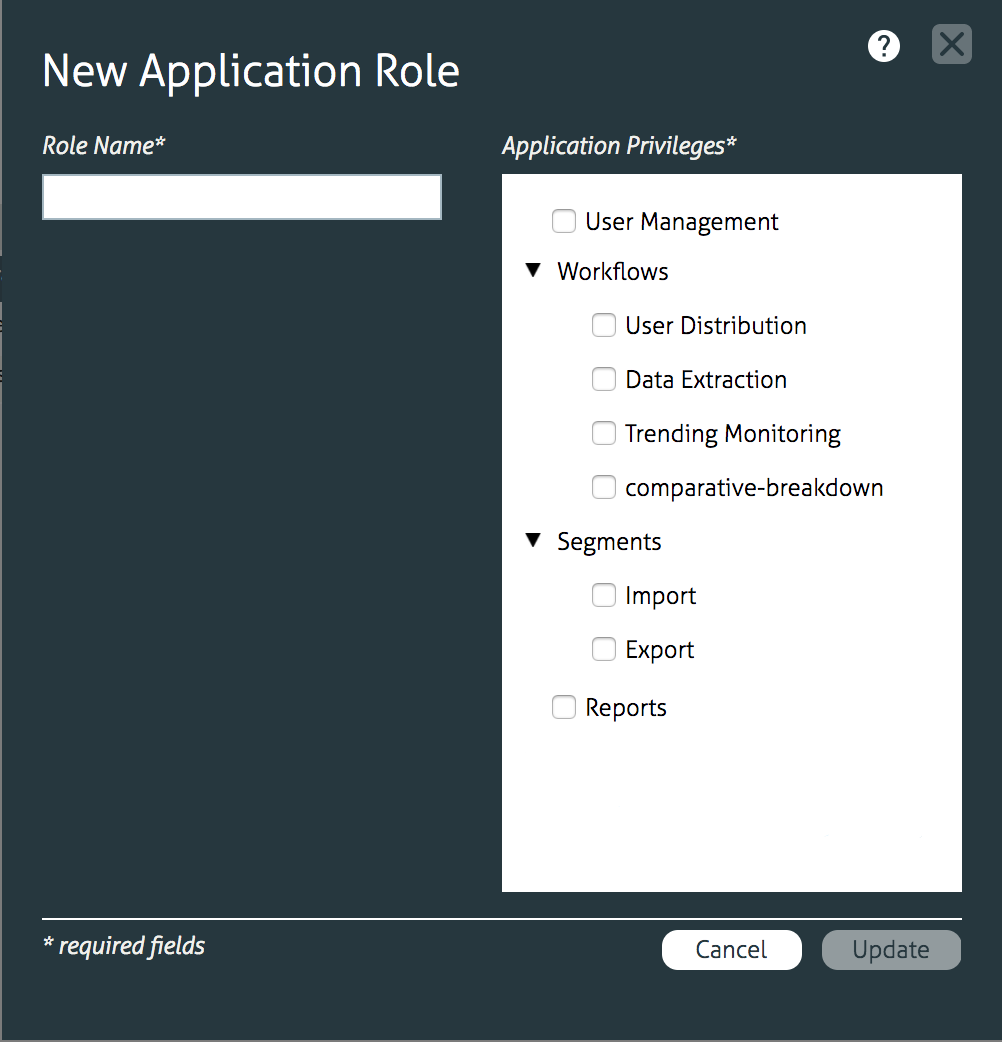 New Application Role
?
Role Name*
Application Privileges*
User Management
Workflows
User Distribution
Data Extraction
Trending Monitoring
comparative-breakdown
Segments
Import
Export
Reports
* required fields
Cancel
Update